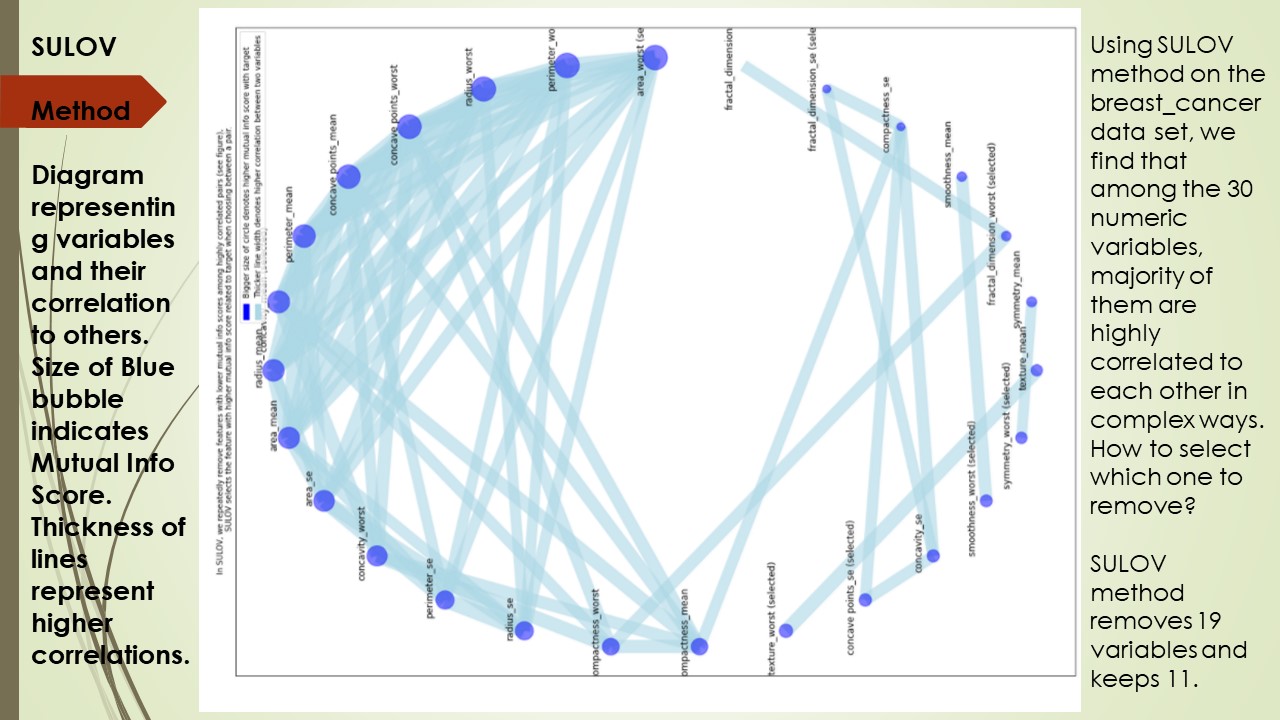 SULOV
Method
Diagram
representin
g variables
and their
correlation
to others.
Size of Blue
bubble
indicates
Mutual Info
Score.
Thickness of
lines
represent
higher
correlations.
In SULOV, we repeatedly remove features with lower mutual info scores among highly correlated pairs (see figure),
SULOV selects the feature with higher mutual info score related to target when choosing between a pair.
Bigger size of circle denotes higher mutual info score with target
Thicker line width denotes higher correlation between two variables
area_worst (se
perimeter_wo
radius_worst
concave points_worst
concave points_mean
perimeter_mean
radius_mean
area_mean
area_se
concavity_worst
perimeter_se
radius_se
ompactness_worst
ompactness_mean
texture_worst (selected)
concave points_se (selected)
concavity_se
smoothness_worst (selected)
symmetry_worst (selected)
texture_mean
symmetry_mean
fractal_dimension_worst (selected)
smoothness_mean
compactness_se
fractal_dimension_se (sele
fractal_dimension
Using SULOV
method on the
breast_cancer
data set, we
find that
among the 30
numeric
variables,
majority of
them are
highly
correlated to
each other in
complex ways.
How to select
which one to
remove?
SULOV
method
removes 19
variables and
keeps 11.